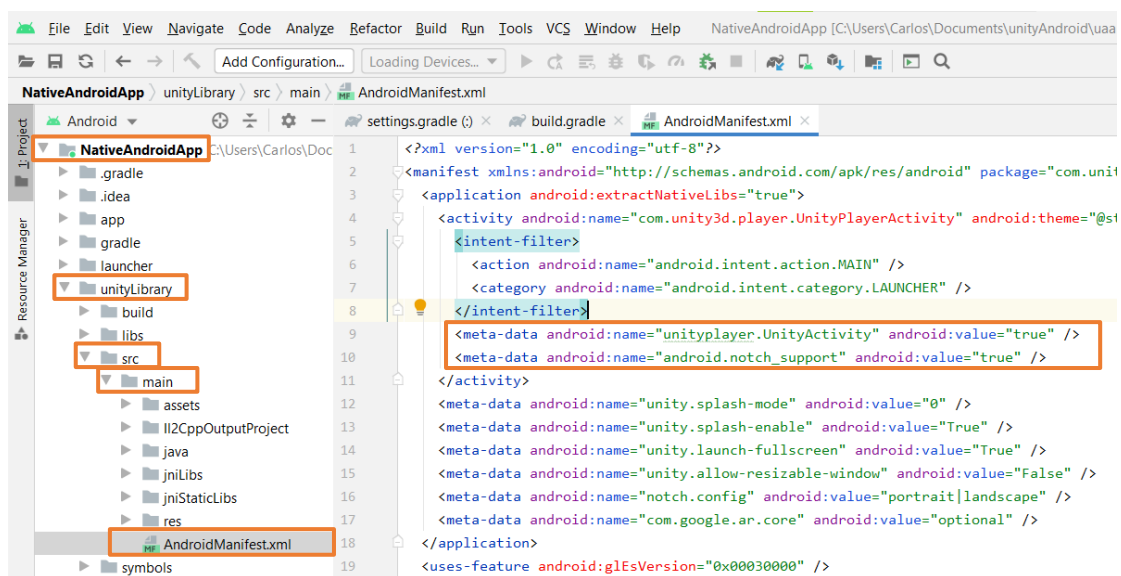 File Edit View Navigate Code Analyze Refactor Build Run Tools VCS Window Help NativeAndroidApp [C:\Users\Carlos\Documents\unityAndroid\uaa
Add Configuration... Loading Devices...
NativeAndroidApp unityLibrary src main AndroidManifest.xml
Android settings.gradle (:) build.gradle AndroidManifest.xml
1: Project
Resource Manager
NativeAndroidApp C:\Users\Carlos\Doc
.gradle
.idea
app
gradle
launcher
unityLibrary
build
libs
src
main
assets
Il2CppOutputProject
java
jniLibs
jniStaticLibs
res
AndroidManifest.xml
symbols
1 <?xml version="1.0" encoding="utf-8"?>
2 <manifest xmlns:android="http://schemas.android.com/apk/res/android" package="com.unit
3 <application android:extractNativeLibs="true">
4 <activity android:name="com.unity3d.player.UnityPlayerActivity" android:theme="@st
5 <intent-filter>
6 <action android:name="android.intent.action.MAIN" />
7 <category android:name="android.intent.category.LAUNCHER" />
8 </intent-filter>
9 <meta-data android:name="unityplayer.UnityActivity" android:value="true" />
10 <meta-data android:name="android.notch_support" android:value="true" />
11 </activity>
12 <meta-data android:name="unity.splash-mode" android:value="0" />
13 <meta-data android:name="unity.splash-enable" android:value="True" />
14 <meta-data android:name="unity.launch-fullscreen" android:value="True" />
15 <meta-data android:name="unity.allow-resizable-window" android:value="False" />
16 <meta-data android:name="notch.config" android:value="portrait|landscape" />
17 <meta-data android:name="com.google.ar.core" android:value="optional" />
18 </application>
19 <uses-feature android:glEsVersion="0x00030000" />